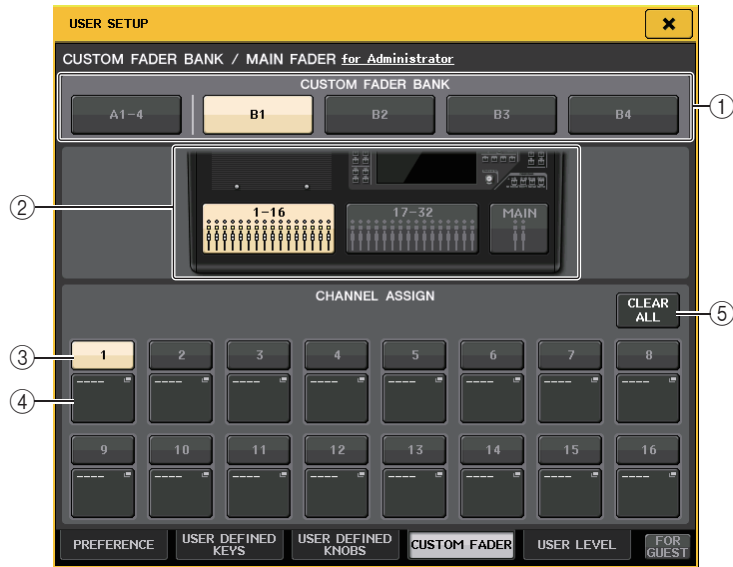 USER SETUP
CUSTOM FADER BANK / MAIN FADER for Administrator
CUSTOM FADER BANK
A1-4 B1 B2 B3 B4
①
②
1-16 17-32 MAIN
CHANNEL ASSIGN
CLEAR ALL
⑤
③
1 2 3 4 5 6 7 8
④
---- ---- ---- ---- ---- ---- ---- ----
9 10 11 12 13 14 15 16
---- ---- ---- ---- ---- ---- ---- ----
PREFERENCE USER DEFINED KEYS USER DEFINED KNOBS CUSTOM FADER USER LEVEL FOR GUEST